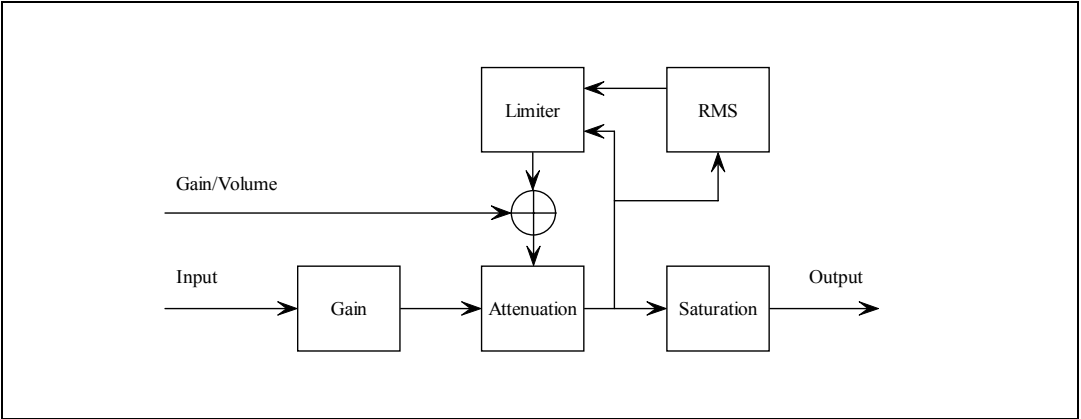 Limiter
RMS
Gain/Volume
Input
Output
Gain
Attenuation
Saturation